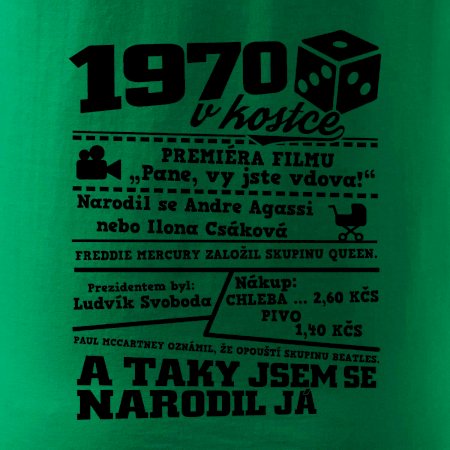 1970
v kostce
PREMIÉRA FILMU
„Pane, vy jste vdova!“
Narodil se Andre Agassi
nebo Ilona Csáková
FREDDIE MERCURY ZALOŽIL SKUPINU QUEEN.
Prezidentem byl:
Ludvík Svoboda
Nákup:
CHLEBA ... 2,60 KČS
PIVO
1,40 KČS
PAUL MCCARTNEY OZNÁMIL, ŽE OPOUŠTÍ SKUPINU BEATLES.
A TAKY JSEM SE
NARODIL JÁ